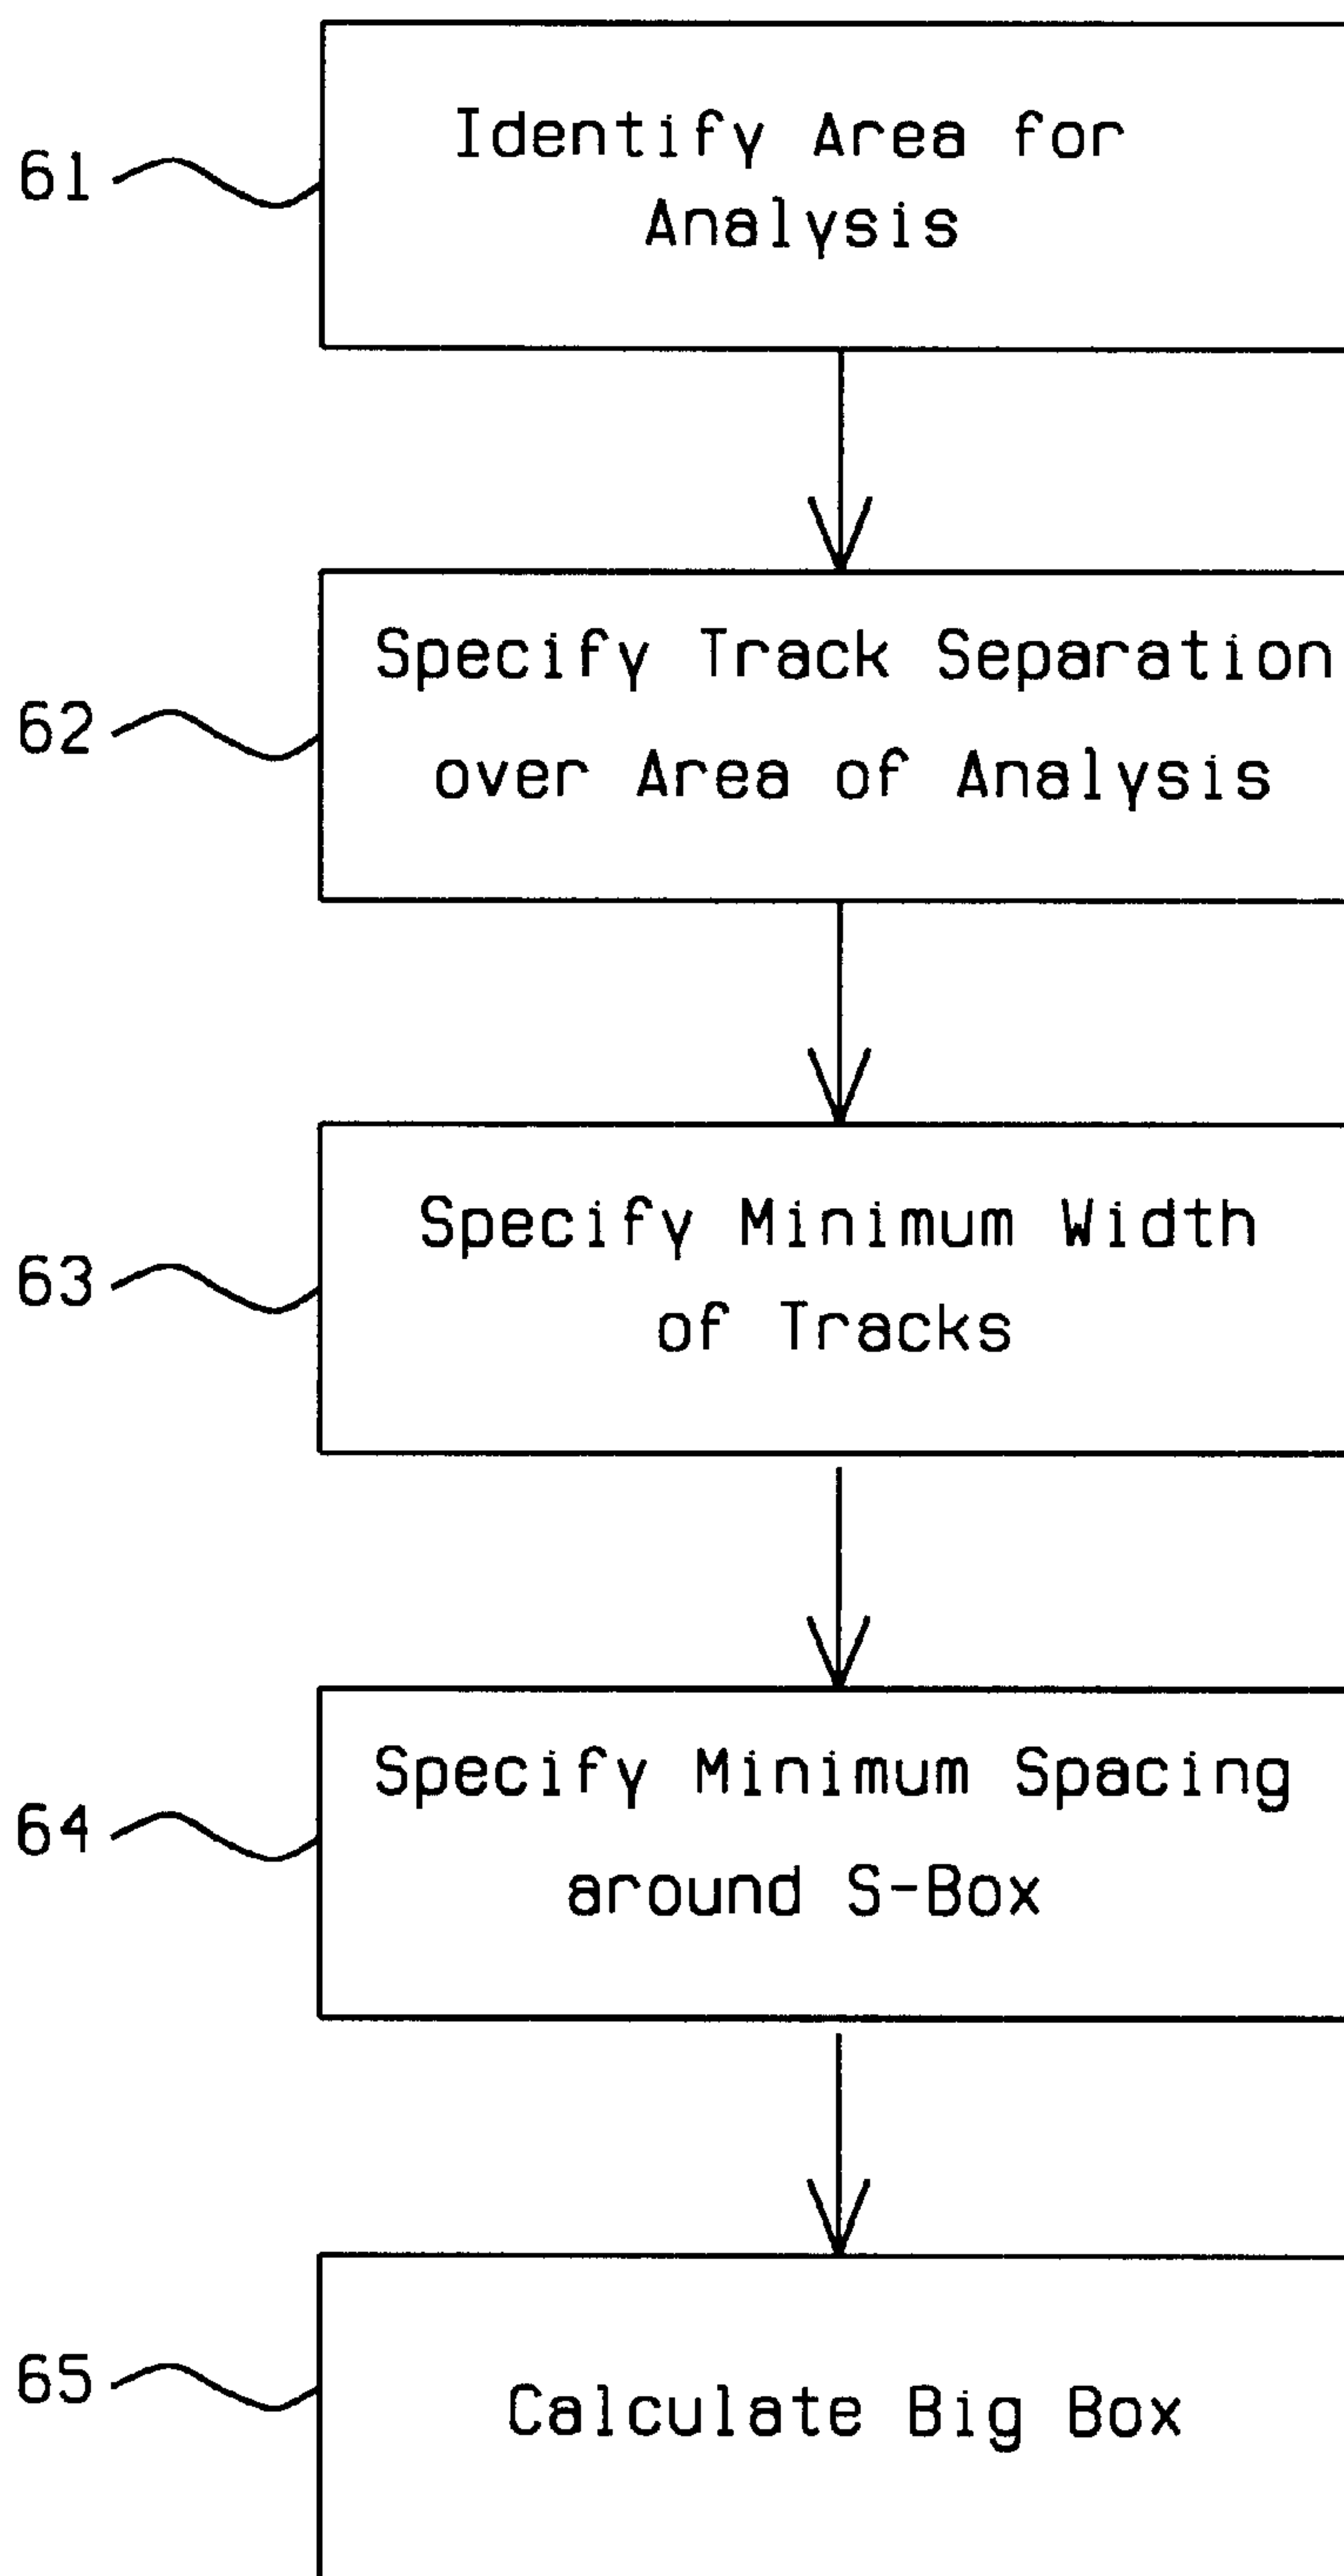 61
Identify Area for
Analysis
62
Specify Track Separation
over Area of Analysis
63
Specify Minimum Width
of Tracks
64
Specify Minimum Spacing
around S-Box
65
Calculate Big Box